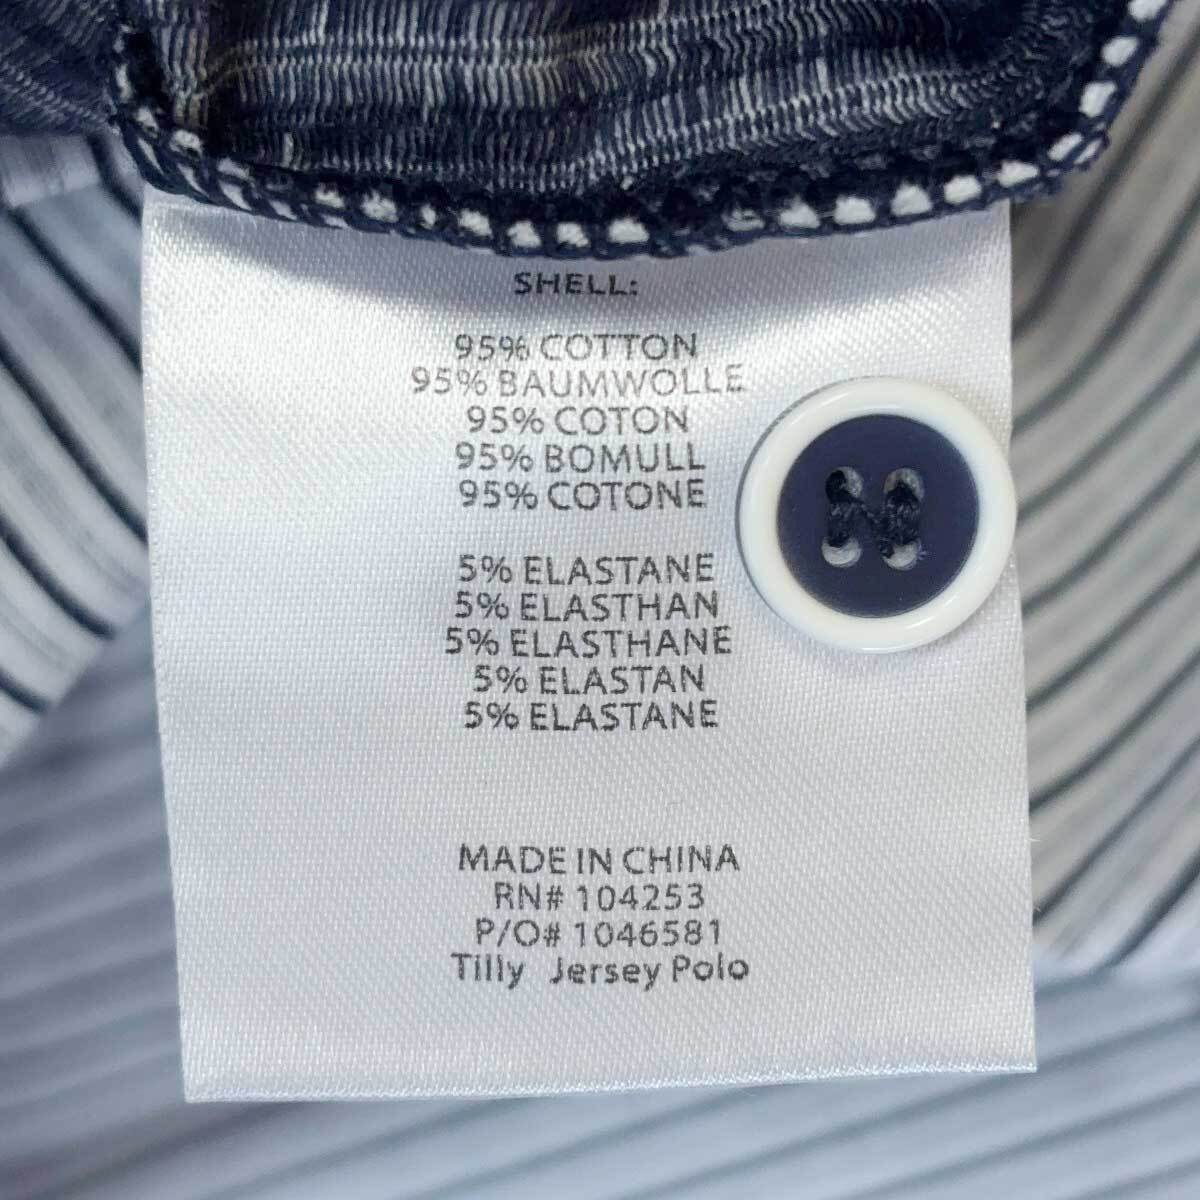 SHELL:
95% COTTON
95% BAUMWOLLE
95% COTON
95% BOMULL
95% COTONE
5% ELASTANE
5% ELASTHAN
5% ELASTHANE
5% ELASTAN
5% ELASTANE
MADE IN CHINA
RN# 104253
P/O# 1046581
Tilly Jersey Polo